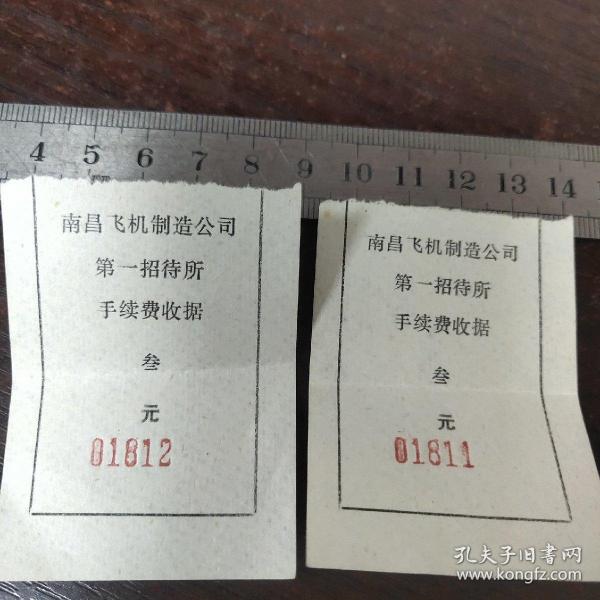 4 5 6 7 8 9 10 11 12 13 14
南昌飞机制造公司
第一招待所
手续费收据
叁
元
01812
南昌飞机制造公司
第一招待所
手续费收据
叁
元
01811
孔夫子旧书网
www.kongfz.com